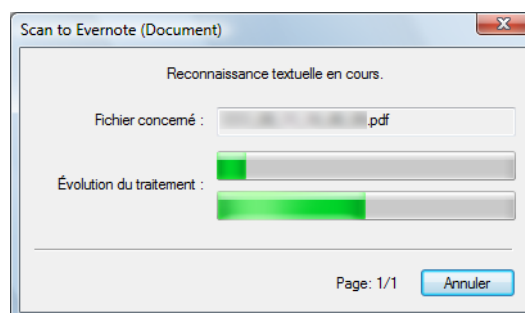 Scan to Evernote (Document)
Reconnaissance textuelle en cours.
Fichier concerné : .pdf
Évolution du traitement :
Page: 1/1 Annuler